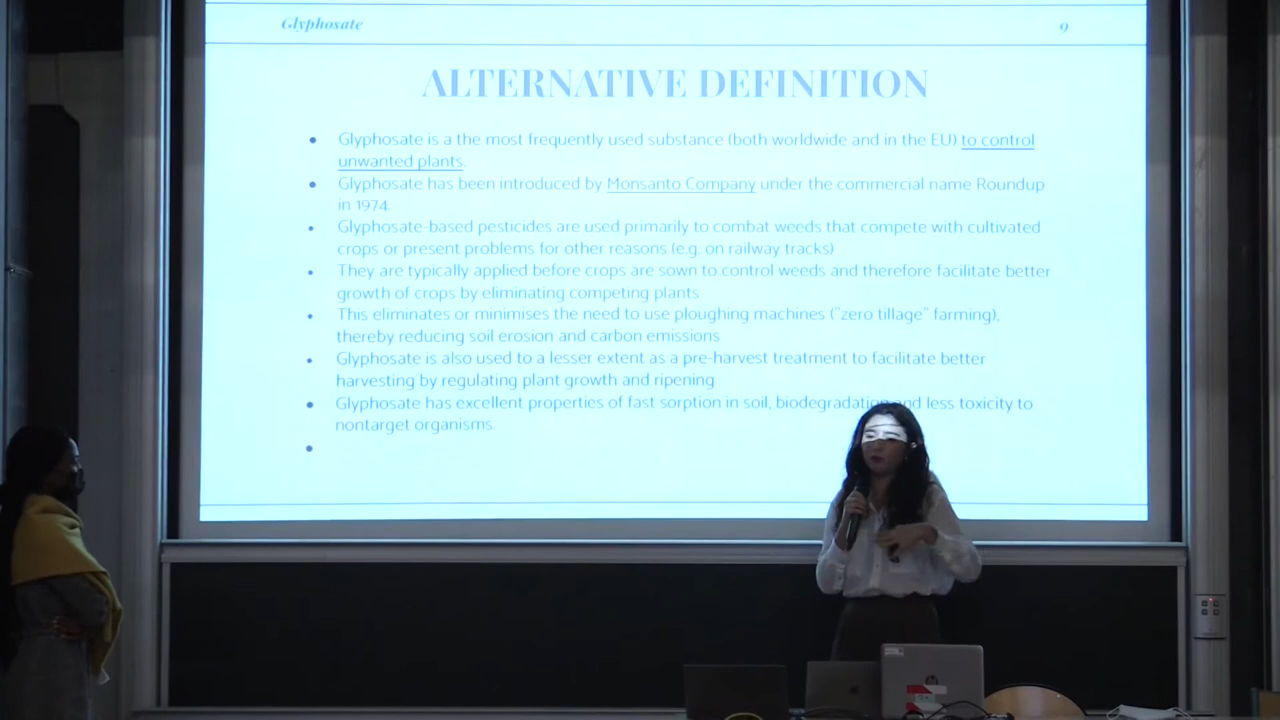 Glyphosate
9
ALTERNATIVE DEFINITION
Glyphosate is a the most frequently used substance (both worldwide and in the EU) to control
unwanted plants.
Glyphosate has been introduced by Monsanto Company under the commercial name Roundup
in 1974.
Glyphosate-based pesticides are used primarily to combat weeds that compete with cultivated
crops or present problems for other reasons (e.g. on railway tracks)
They are typically applied before crops are sown to control weeds and therefore facilitate better
growth of crops by eliminating competing plants
This eliminates or minimises the need to use ploughing machines ("zero tillage" farming),
thereby reducing soil erosion and carbon emissions
Glyphosate is also used to a lesser extent as a pre-harvest treatment to facilitate better
harvesting by regulating plant growth and ripening
Glyphosate has excellent properties of fast sorption in soil, biodegradation and less toxicity to
nontarget organisms.
hp